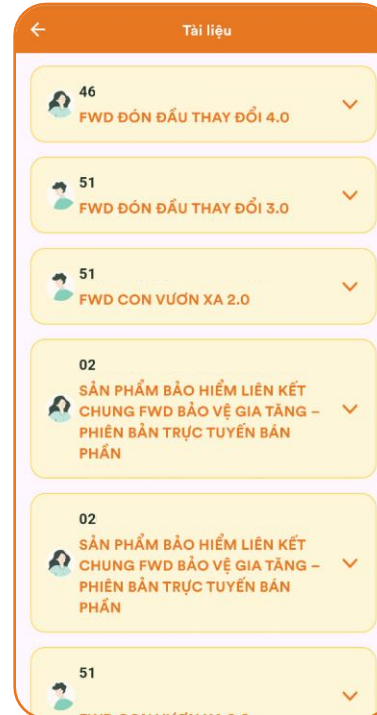 Tài liệu
46
FWD ĐÓN ĐẦU THAY ĐỔI 4.0
51
FWD ĐÓN ĐẦU THAY ĐỔI 3.0
51
FWD CON VƯƠN XA 2.0
02
SẢN PHẨM BẢO HIỂM LIÊN KẾT
CHUNG FWD BẢO VỆ GIA TĂNG –
PHIÊN BẢN TRỰC TUYẾN BÁN
PHẦN
02
SẢN PHẨM BẢO HIỂM LIÊN KẾT
CHUNG FWD BẢO VỆ GIA TĂNG –
PHIÊN BẢN TRỰC TUYẾN BÁN
PHẦN
51